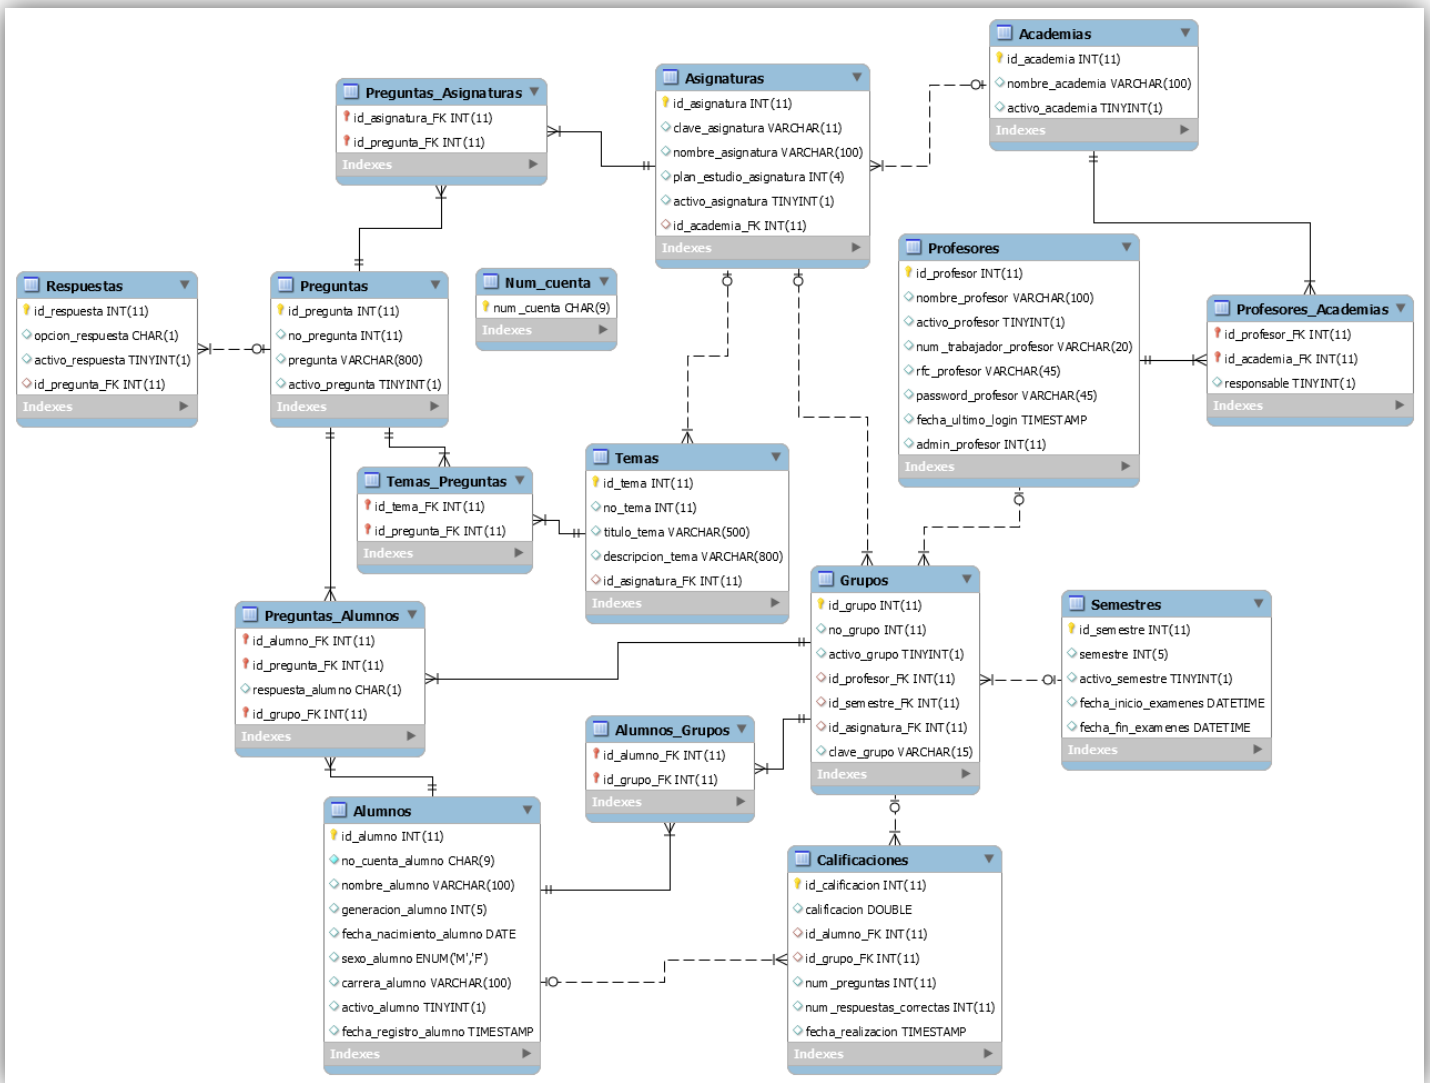 Academias
id_academia INT(11)
nombre_academia VARCHAR(100)
activo_academia TINYINT(1)
Indexes
Asignaturas
id_asignatura INT(11)
clave_asignatura VARCHAR(11)
nombre_asignatura VARCHAR(100)
plan_estudio_asignatura INT(4)
activo_asignatura TINYINT(1)
id_academia_FK INT(11)
Indexes
Preguntas_Asignaturas
id_asignatura_FK INT(11)
id_pregunta_FK INT(11)
Indexes
Profesores
id_profesor INT(11)
nombre_profesor VARCHAR(100)
activo_profesor TINYINT(1)
num_trabajador_profesor VARCHAR(20)
rfc_profesor VARCHAR(45)
password_profesor VARCHAR(45)
fecha_ultimo_login TIMESTAMP
admin_profesor INT(11)
Indexes
Profesores_Academias
id_profesor_FK INT(11)
id_academia_FK INT(11)
responsable TINYINT(1)
Indexes
Respuestas
id_respuesta INT(11)
opcion_respuesta CHAR(1)
activo_respuesta TINYINT(1)
id_pregunta_FK INT(11)
Indexes
Preguntas
id_pregunta INT(11)
no_pregunta INT(11)
pregunta VARCHAR(800)
activo_pregunta TINYINT(1)
Indexes
Num_cuenta
num_cuenta CHAR(9)
Indexes
Temas_Preguntas
id_tema_FK INT(11)
id_pregunta_FK INT(11)
Indexes
Temas
id_tema INT(11)
no_tema INT(11)
titulo_tema VARCHAR(500)
descripcion_tema VARCHAR(800)
id_asignatura_FK INT(11)
Indexes
Grupos
id_grupo INT(11)
no_grupo INT(11)
activo_grupo TINYINT(1)
id_profesor_FK INT(11)
id_semestre_FK INT(11)
id_asignatura_FK INT(11)
clave_grupo VARCHAR(15)
Indexes
Semestres
id_semestre INT(11)
semestre INT(5)
activo_semestre TINYINT(1)
fecha_inicio_examenes DATETIME
fecha_fin_examenes DATETIME
Indexes
Preguntas_Alumnos
id_alumno_FK INT(11)
id_pregunta_FK INT(11)
respuesta_alumno CHAR(1)
id_grupo_FK INT(11)
Indexes
Alumnos_Grupos
id_alumno_FK INT(11)
id_grupo_FK INT(11)
Indexes
Alumnos
id_alumno INT(11)
no_cuenta_alumno CHAR(9)
nombre_alumno VARCHAR(100)
generacion_alumno INT(5)
fecha_nacimiento_alumno DATE
sexo_alumno ENUM('M','F')
carrera_alumno VARCHAR(100)
activo_alumno TINYINT(1)
fecha_registro_alumno TIMESTAMP
Indexes
Calificaciones
id_calificacion INT(11)
calificacion DOUBLE
id_alumno_FK INT(11)
id_grupo_FK INT(11)
num_preguntas INT(11)
num_respuestas_correctas INT(11)
fecha_realizacion TIMESTAMP
Indexes